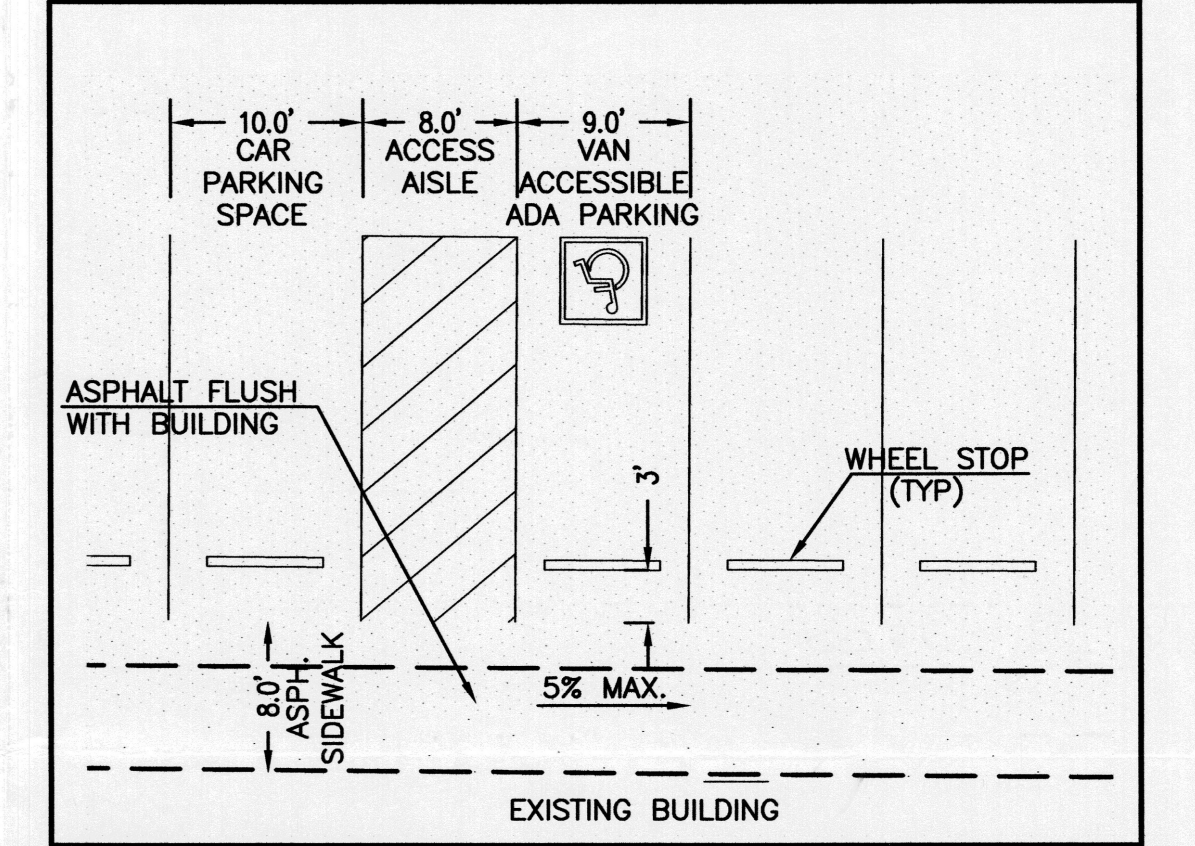 10.0'
CAR
PARKING
SPACE
8.0'
ACCESS
AISLE
9.0'
VAN
ACCESSIBLE
ADA PARKING
ASPHALT FLUSH
WITH BUILDING
3'
WHEEL STOP
(TYP)
8.0'
ASPH.
SIDEWALK
5% MAX.
EXISTING BUILDING